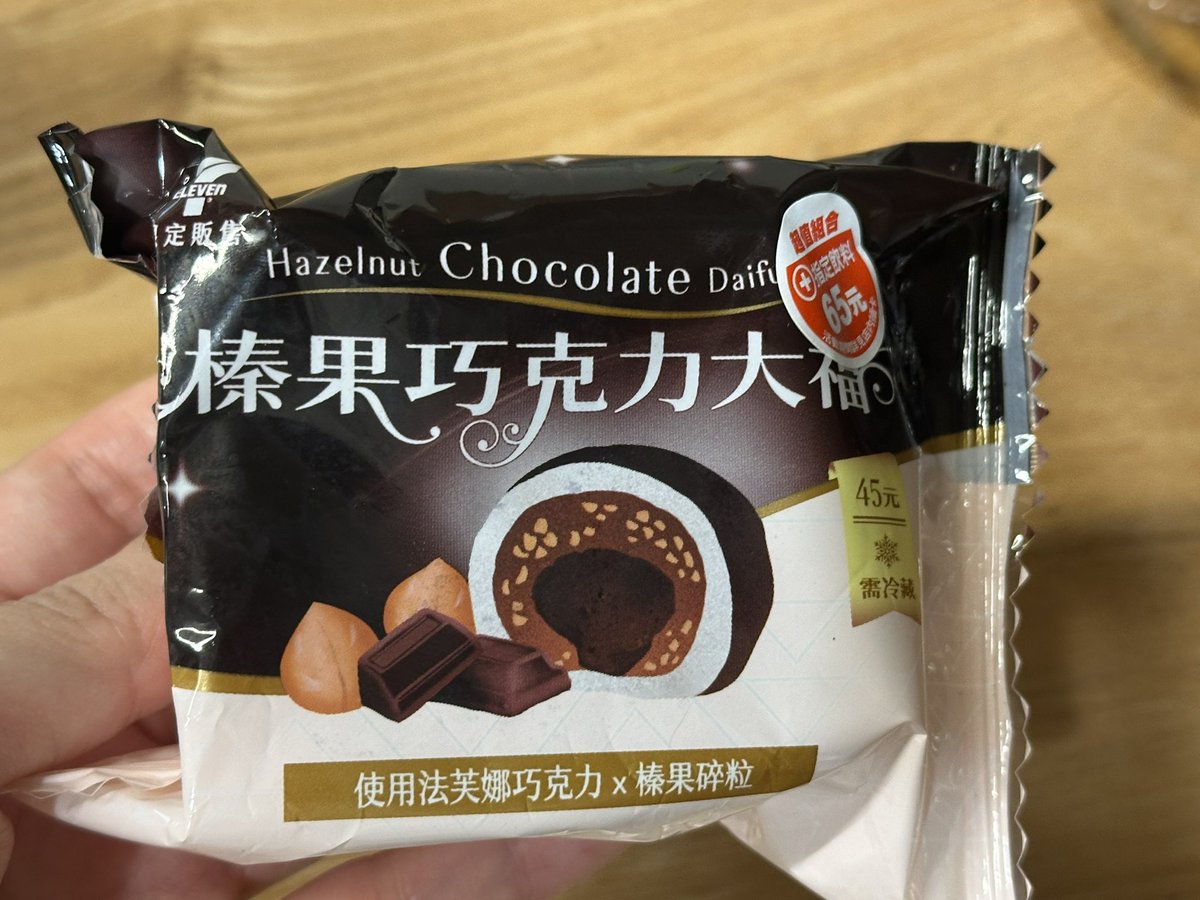 ELEVEn
定販售
Hazelnut Chocolate Daifu
榛果巧克力大福
超值組合
+指定飲料
65元
45元
需冷藏
使用法芙娜巧克力 x 榛果碎粒